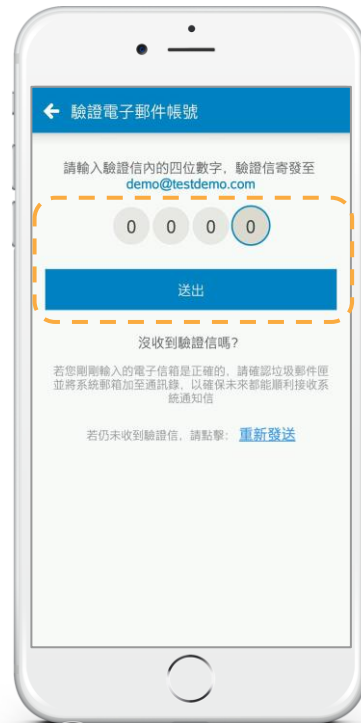 驗證電子郵件帳號
請輸入驗證信內的四位數字，驗證信寄發至
demo@testdemo.com
0 0 0 0
送出
沒收到驗證信嗎?
若您剛剛輸入的電子信箱是正確的，請確認垃圾郵件匣
並將系統郵箱加至通訊錄，以確保未來都能順利接收系
統通知信
若仍未收到驗證信，請點擊： 重新發送